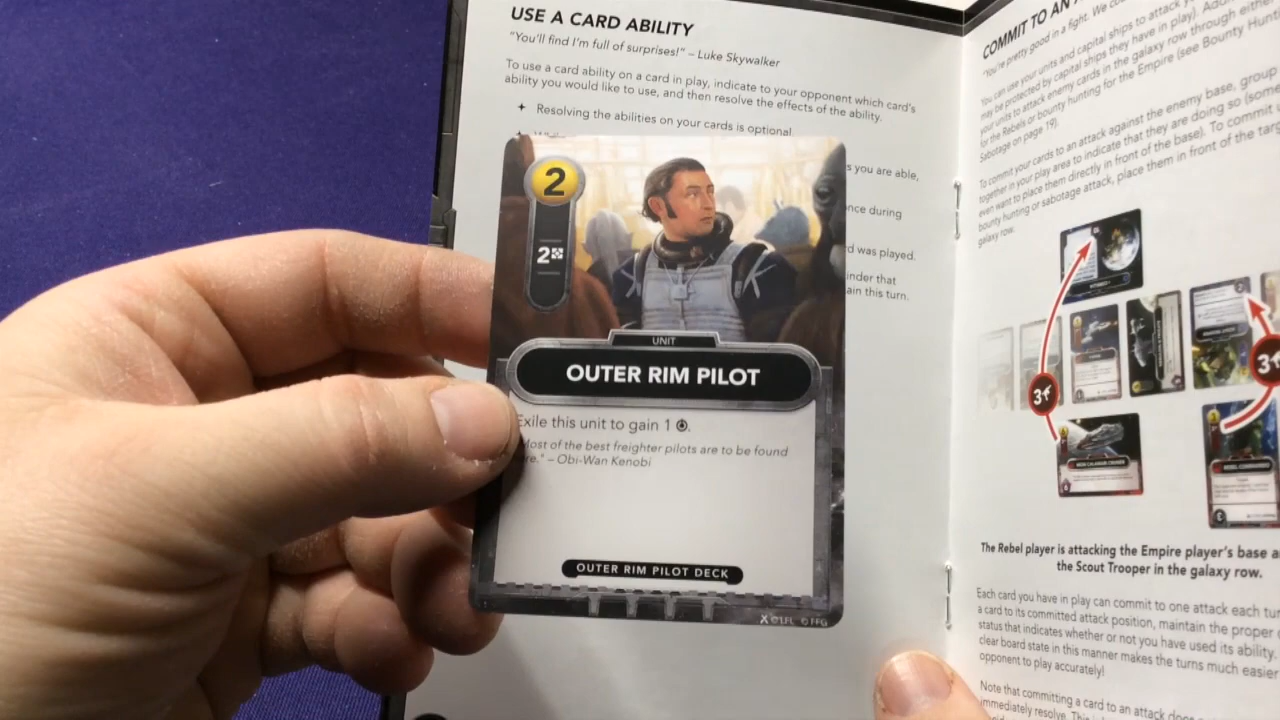 USE A CARD ABILITY
"You'll find I'm full of surprises!" – Luke Skywalker
To use a card ability on a card in play, indicate to your opponent which card's
ability you would like to use, and then resolve the effects of the ability.
Resolving the abilities on your cards is optional.
s you are able,
nce during
d was played.
inder that
ain this turn.
2
2
UNIT
OUTER RIM PILOT
Exile this unit to gain 1
Most of the best freighter pilots are to be found
re." – Obi-Wan Kenobi
OUTER RIM PILOT DECK
© LFL © FFG
COMMIT TO AN
"You're pretty good in a fight. We
You can use your units and capital ships to attack
may be protected by capital ships they have in play).
your units to attack enemy cards in the galaxy row through either
for the Rebels or bounty hunting for the Empire (see Bounty
Sabotage on page 19).
To commit your cards to an attack against the enemy base, group
together in your play area to indicate that they are doing so (some
even want to place them directly in front of the base). To commit
bounty hunting or sabotage attack, place them in front of the
galaxy row.
3
3
The Rebel player is attacking the Empire player's base a
the Scout Trooper in the galaxy row.
Each card you have in play can commit to one attack each
a card to its committed attack position, maintain the proper
status that indicates whether or not you have used its ability.
clear board state in this manner makes the turns much easier
opponent to play accurately!
Note that committing a card to an attack
immediately resolve.